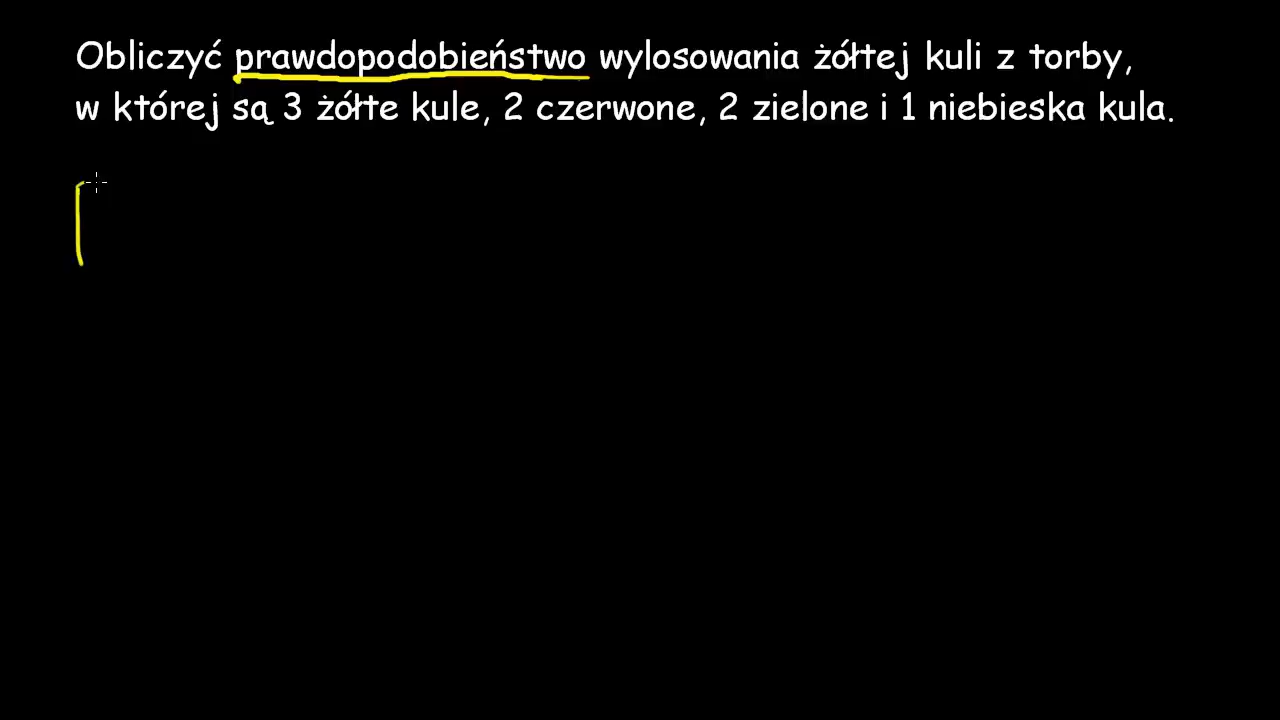 Obliczyć prawdopodobieństwo wylosowania żółtej kuli z torby,
w której są 3 żółte kule, 2 czerwone, 2 zielone i 1 niebieska kula.